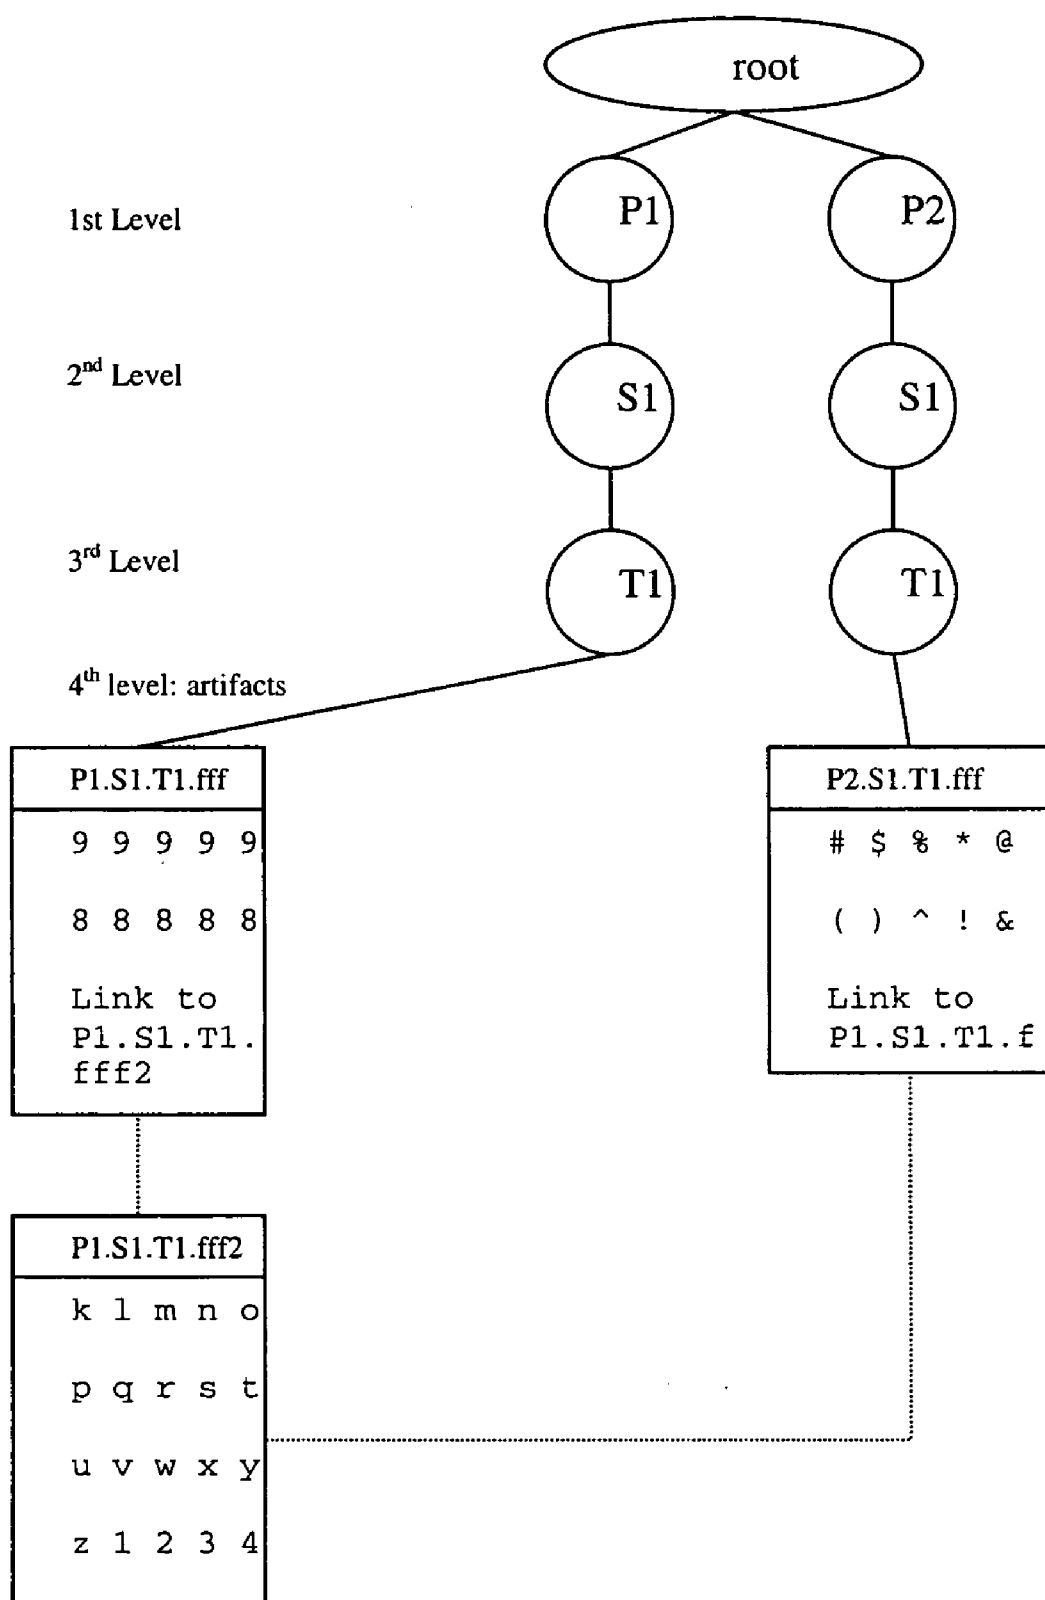 root
1st Level
P1
P2
2nd Level
S1
S1
3rd Level
T1
T1
4th level: artifacts
P1.S1.T1.fff
9 9 9 9 9
8 8 8 8 8
Link to
P1.S1.T1.
fff2
P2.S1.T1.fff
# $ % * @
( ) ^ ! &
Link to
P1.S1.T1.f
P1.S1.T1.fff2
k l m n o
p q r s t
u v w x y
z 1 2 3 4